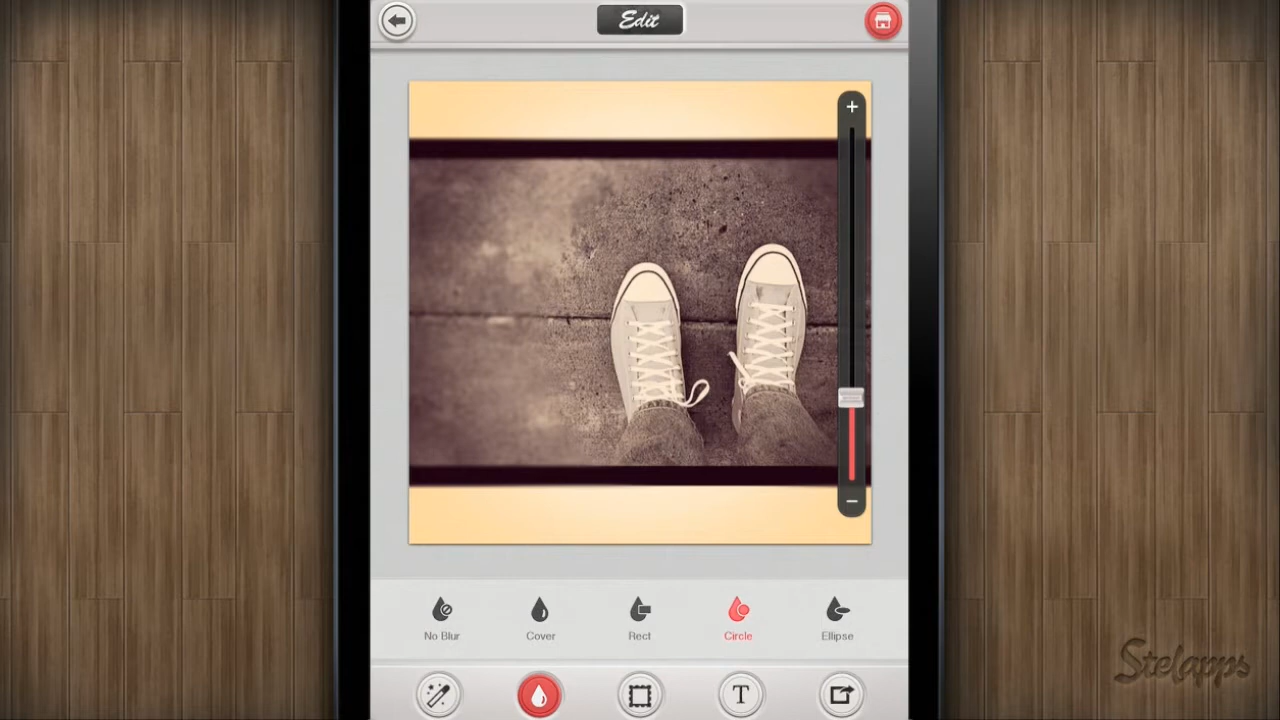 Edit
No Blur
Cover
Rect
Circle
Ellipse
T
Stelapps